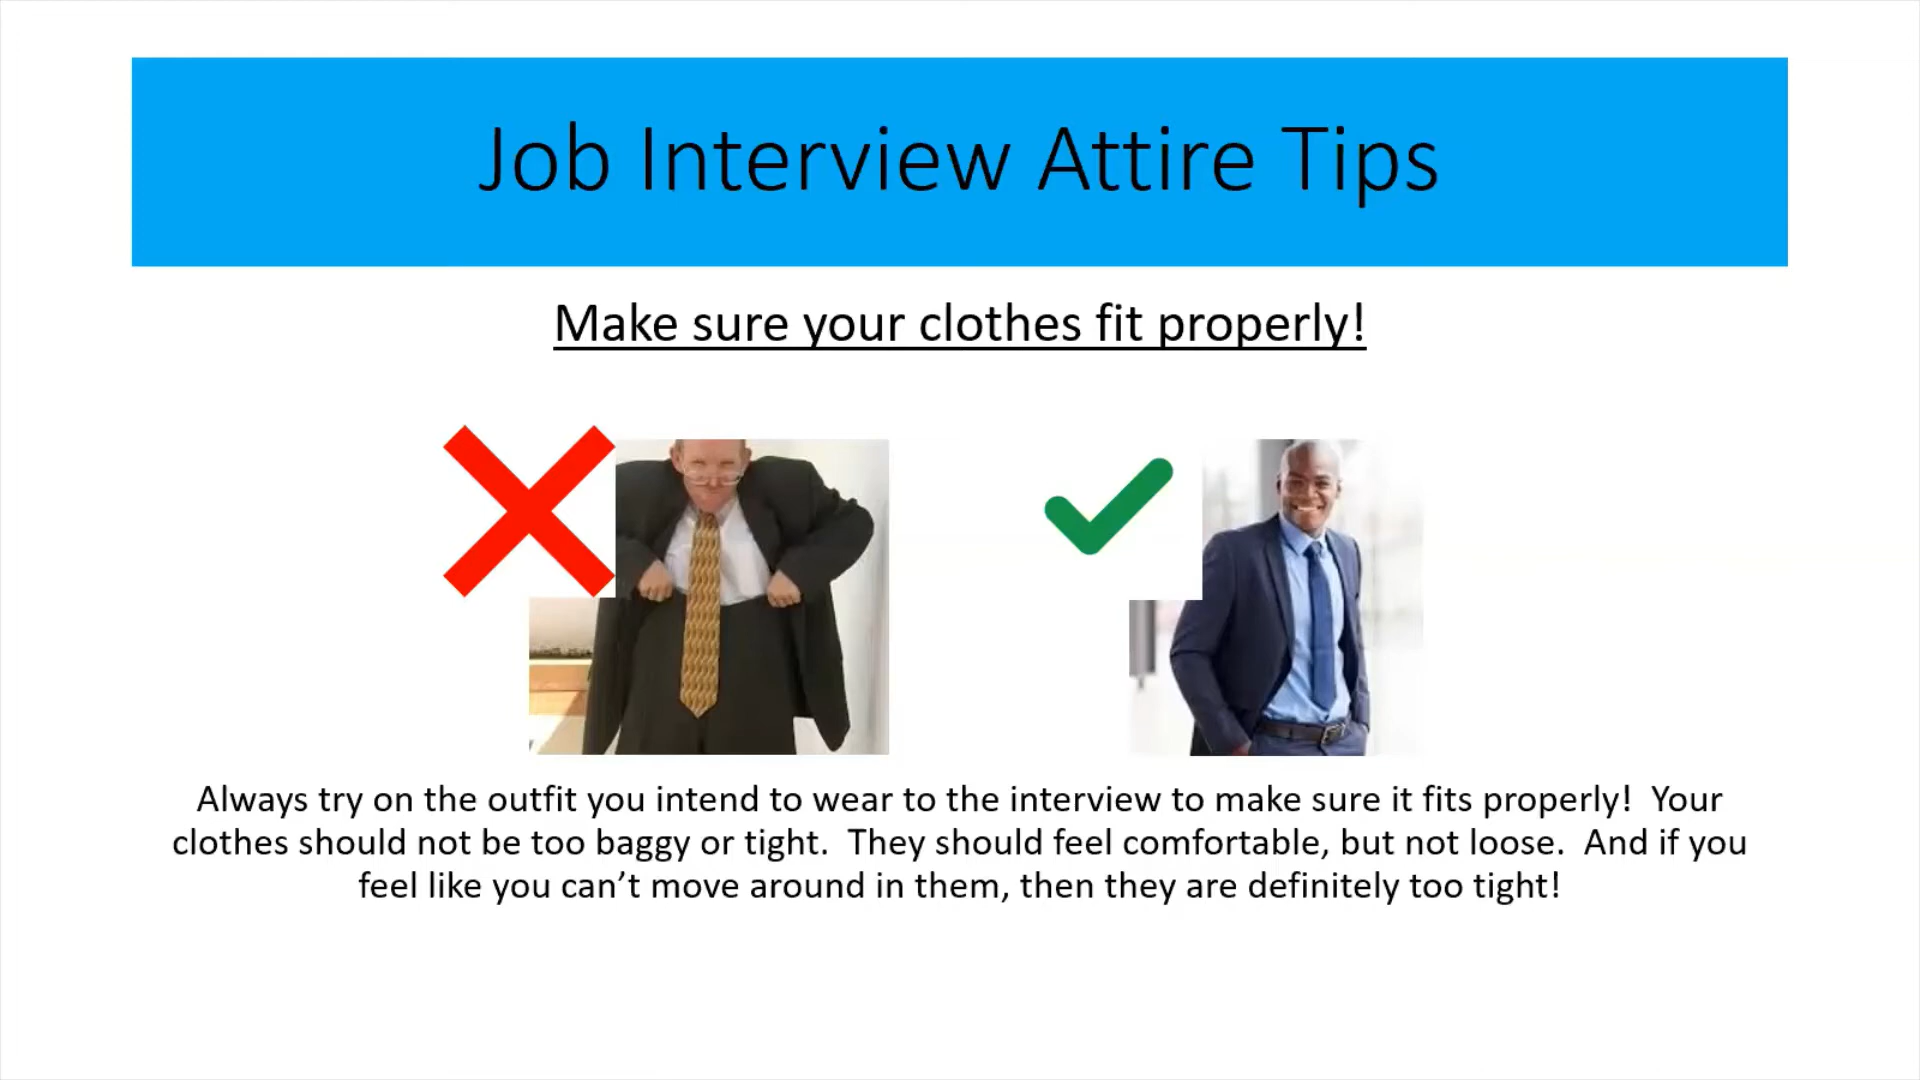 Job Interview Attire Tips
Make sure your clothes fit properly!
Always try on the outfit you intend to wear to the interview to make sure it fits properly!  Your
clothes should not be too baggy or tight.  They should feel comfortable, but not loose.  And if you
feel like you can’t move around in them, then they are definitely too tight!